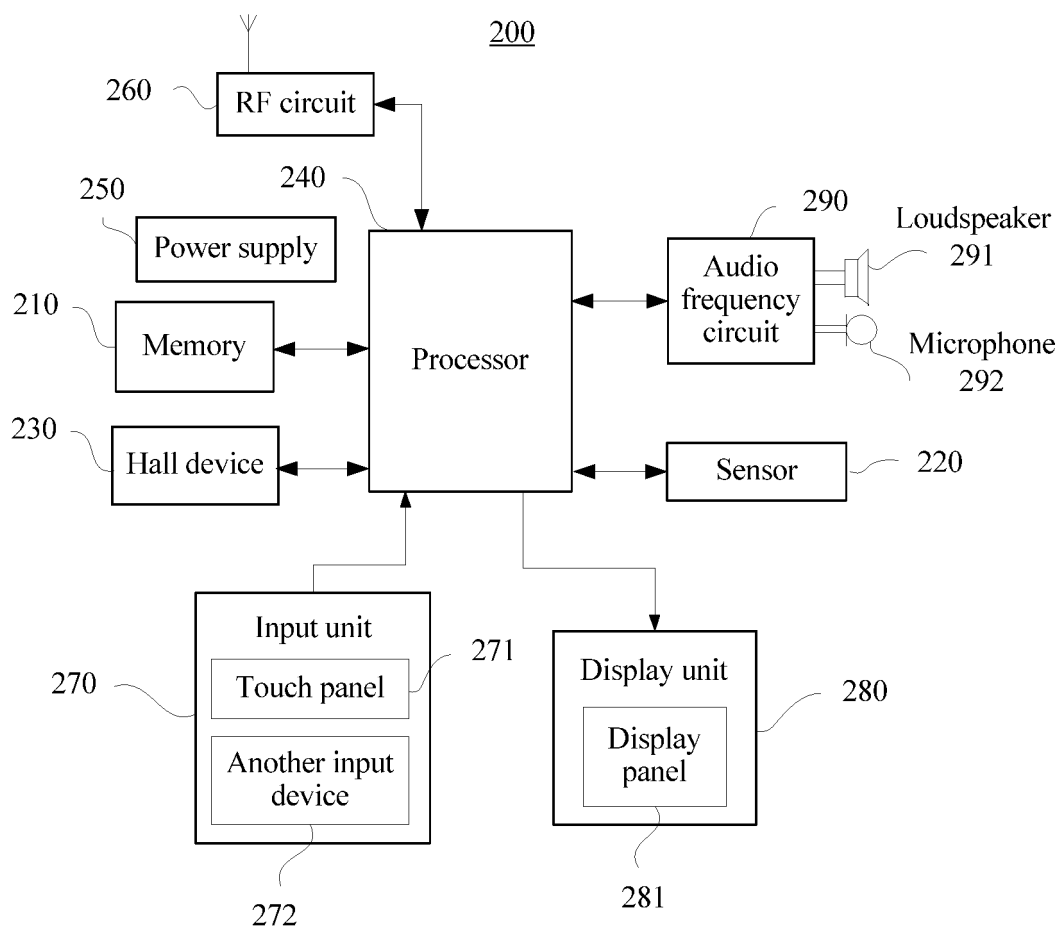 200
260
RF circuit
250
240
290
Loudspeaker
291
Power supply
Audio
frequency
circuit
210
Memory
Processor
Microphone
292
230
Hall device
Sensor
220
Input unit
271
270
Touch panel
Display unit
280
Another input
device
Display
panel
272
281